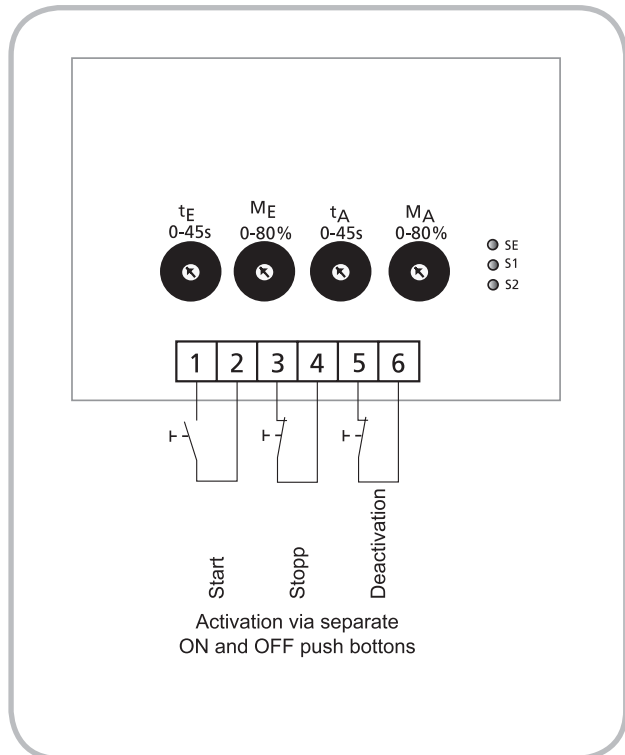 tE ME tA MA
0-45s 0-80% 0-45s 0-80%
SE
S1
S2
1 2 3 4 5 6
Start
Stopp
Deactivation
Activation via separate
ON and OFF push bottons